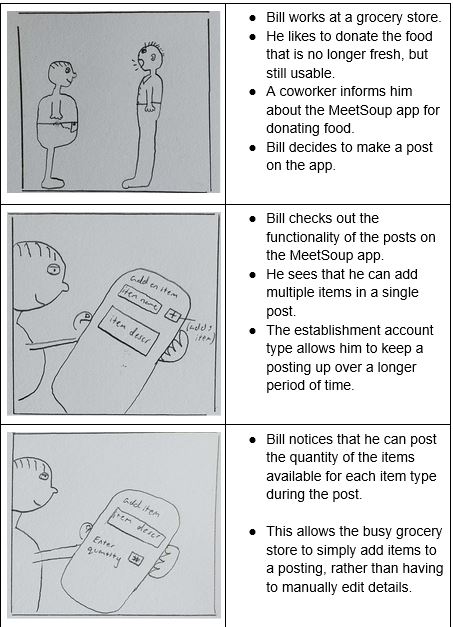 ● Bill works at a grocery store.
● He likes to donate the food
that is no longer fresh, but
still usable.
● A coworker informs him
about the MeetSoup app for
donating food.
● Bill decides to make a post
on the app.
add an item
item name
+
(adds
item)
item descr
● Bill checks out the
functionality of the posts on
the MeetSoup app.
● He sees that he can add
multiple items in a single
post.
● The establishment account
type allows him to keep a
posting up over a longer
period of time.
add item
item descr
Enter
quantity
● Bill notices that he can post
the quantity of the items
available for each item type
during the post.
● This allows the busy grocery
store to simply add items to
a posting, rather than having
to manually edit details.